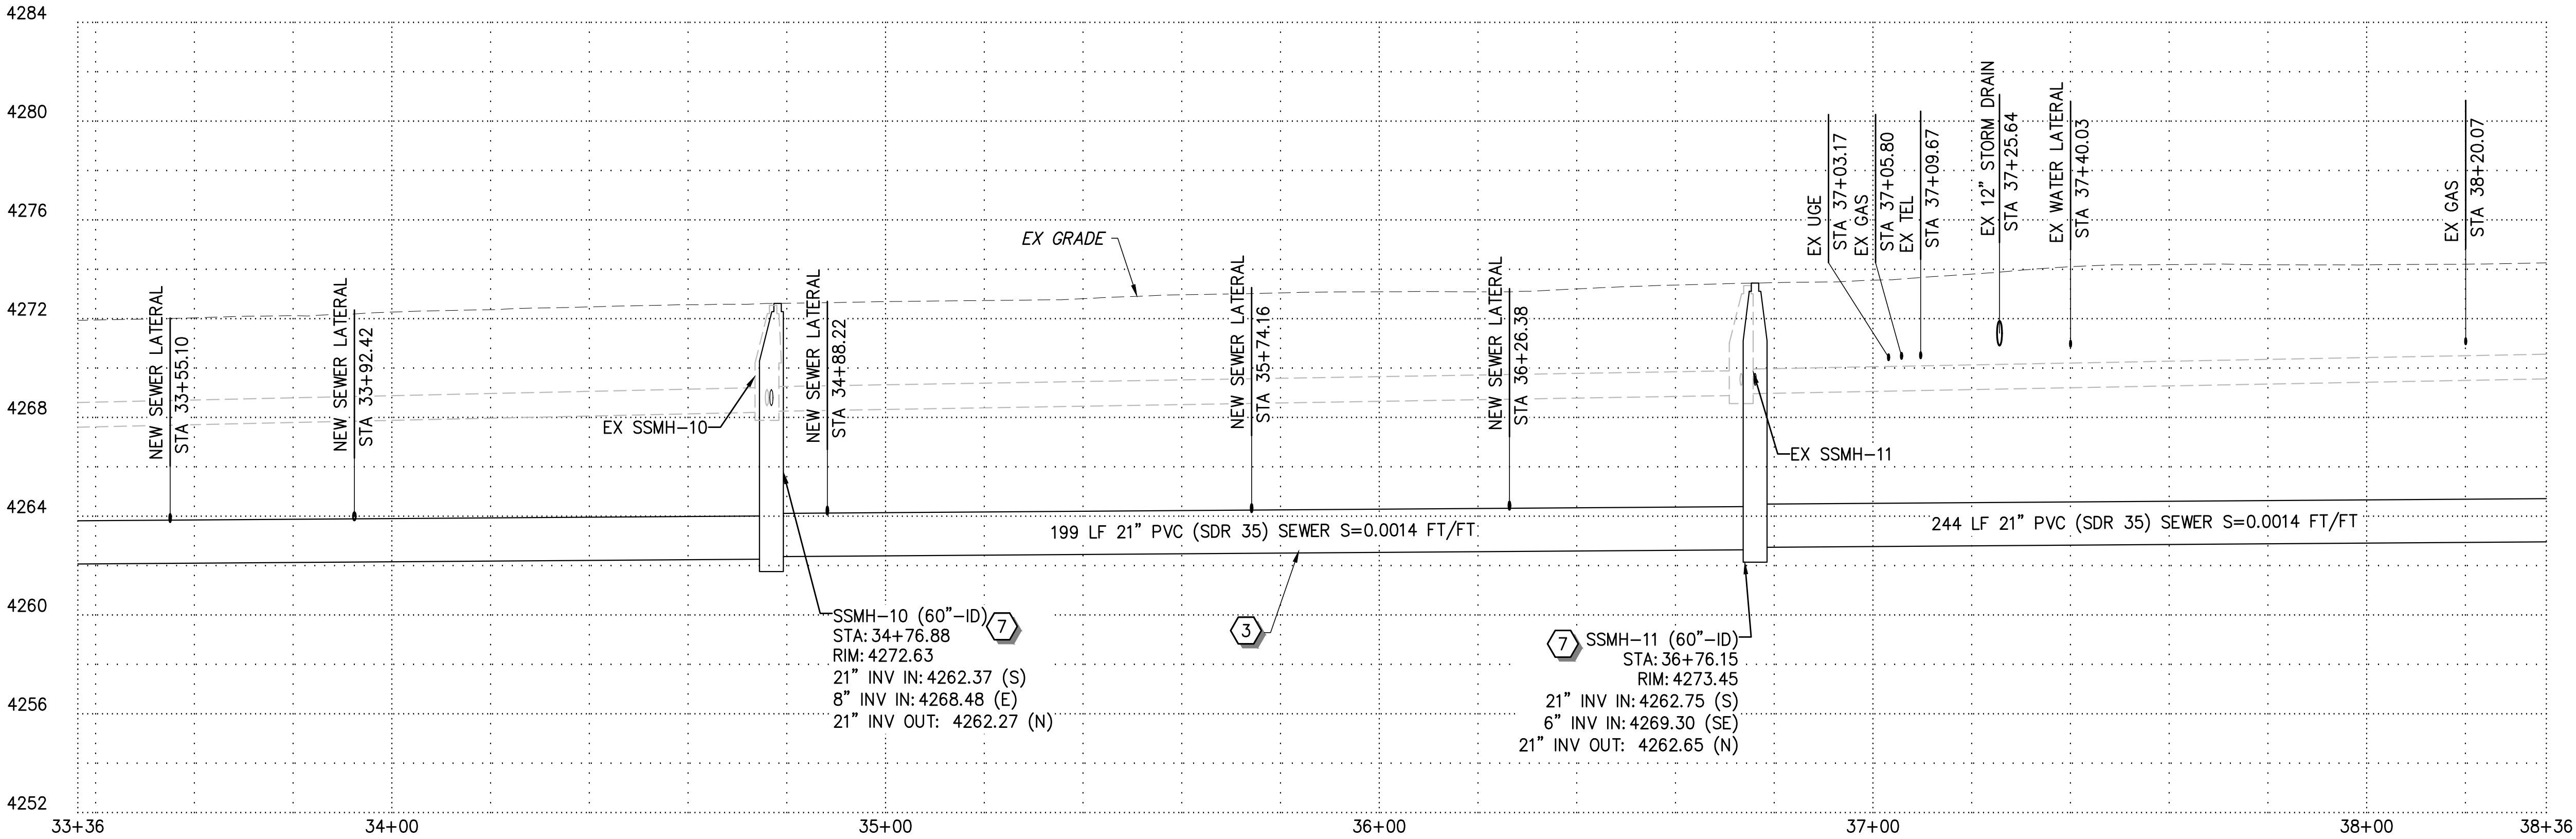 4284
4280
4276
4272
4268
4264
4260
4256
4252
NEW SEWER LATERAL
STA 33+55.10
NEW SEWER LATERAL
STA 33+92.42
EX SSMH-10
NEW SEWER LATERAL
STA 34+88.22
EX GRADE
NEW SEWER LATERAL
STA 35+74.16
NEW SEWER LATERAL
STA 36+26.38
EX SSMH-11
EX UGE
STA 37+03.17
EX GAS
STA 37+05.80
EX TEL
STA 37+09.67
EX 12" STORM DRAIN
STA 37+25.64
EX WATER LATERAL
STA 37+40.03
EX GAS
STA 38+20.07
199 LF 21" PVC (SDR 35) SEWER S=0.0014 FT/FT
244 LF 21" PVC (SDR 35) SEWER S=0.0014 FT/FT
SSMH-10 (60"-ID)
7
STA: 34+76.88
RIM: 4272.63
21" INV IN: 4262.37 (S)
8" INV IN: 4268.48 (E)
21" INV OUT: 4262.27 (N)
3
7
SSMH-11 (60"-ID)
STA: 36+76.15
RIM: 4273.45
21" INV IN: 4262.75 (S)
6" INV IN: 4269.30 (SE)
21" INV OUT: 4262.65 (N)
33+36
34+00
35+00
36+00
37+00
38+00
38+36